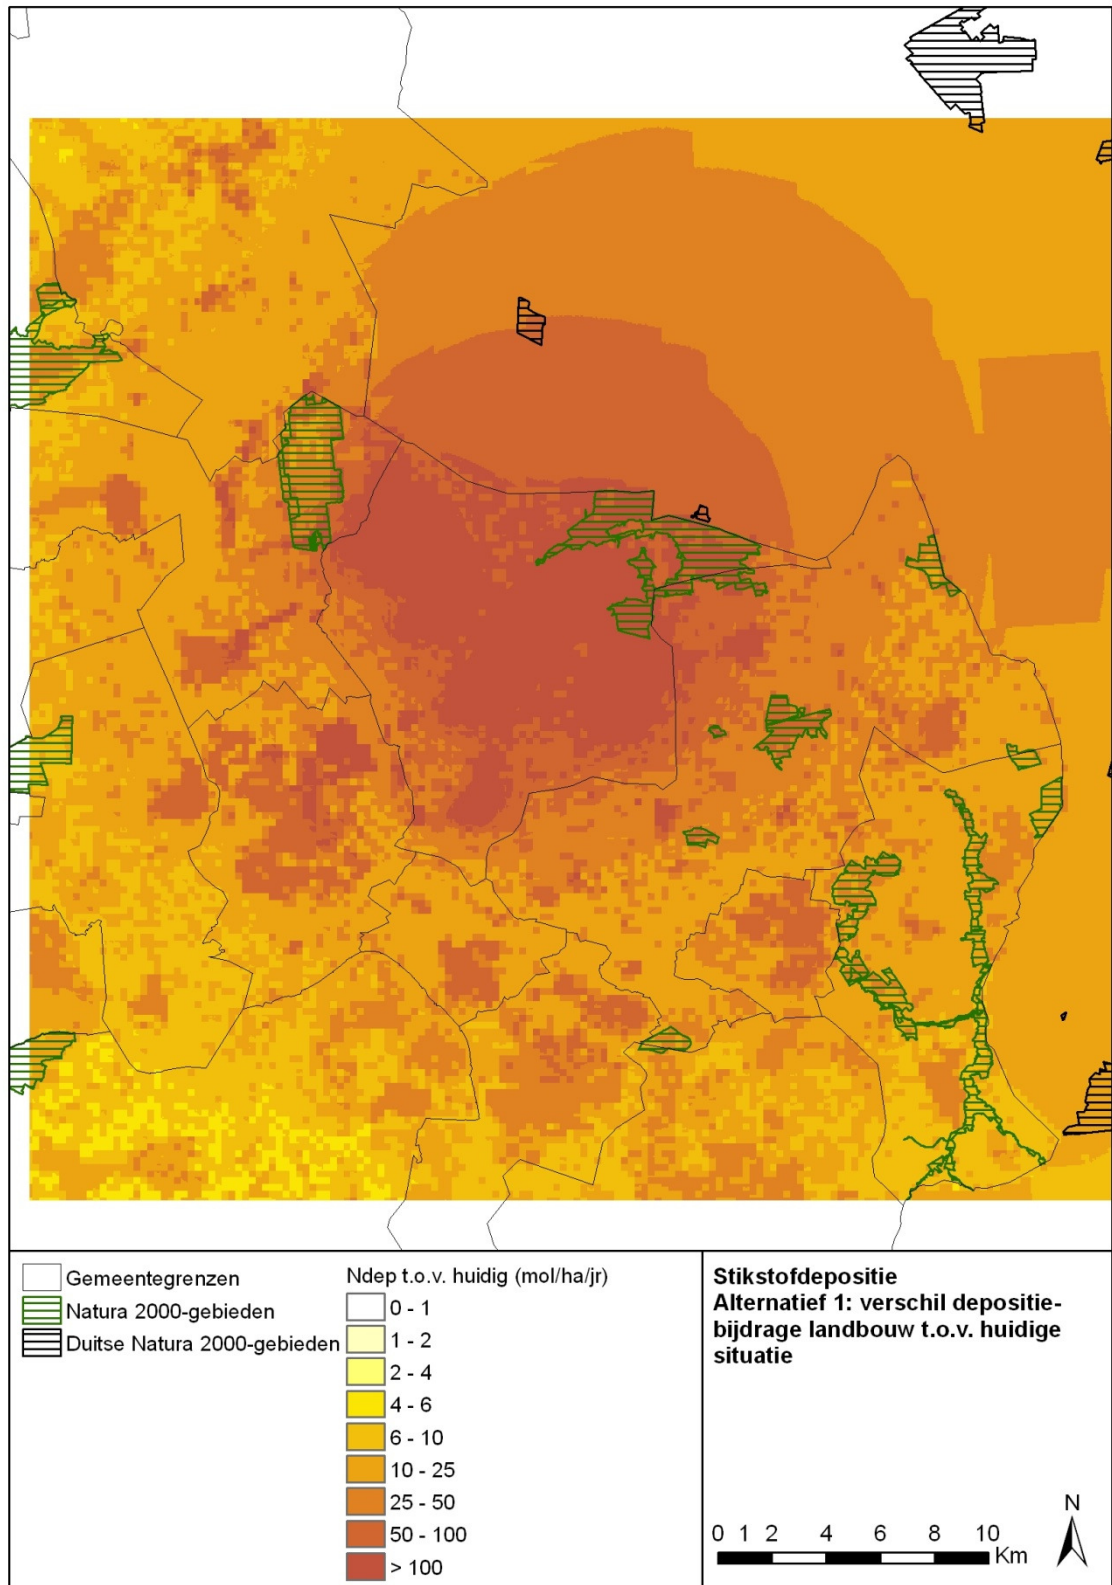 Gemeentegrenzen
Natura 2000-gebieden
Duitse Natura 2000-gebieden
Ndep t.o.v. huidig (mol/ha/jr)
0 - 1
1 - 2
2 - 4
4 - 6
6 - 10
10 - 25
25 - 50
50 - 100
> 100
Stikstofdepositie
Alternatief 1: verschil depositie-
bijdrage landbouw t.o.v. huidige
situatie
0 1 2 4 6 8 10
Km
N